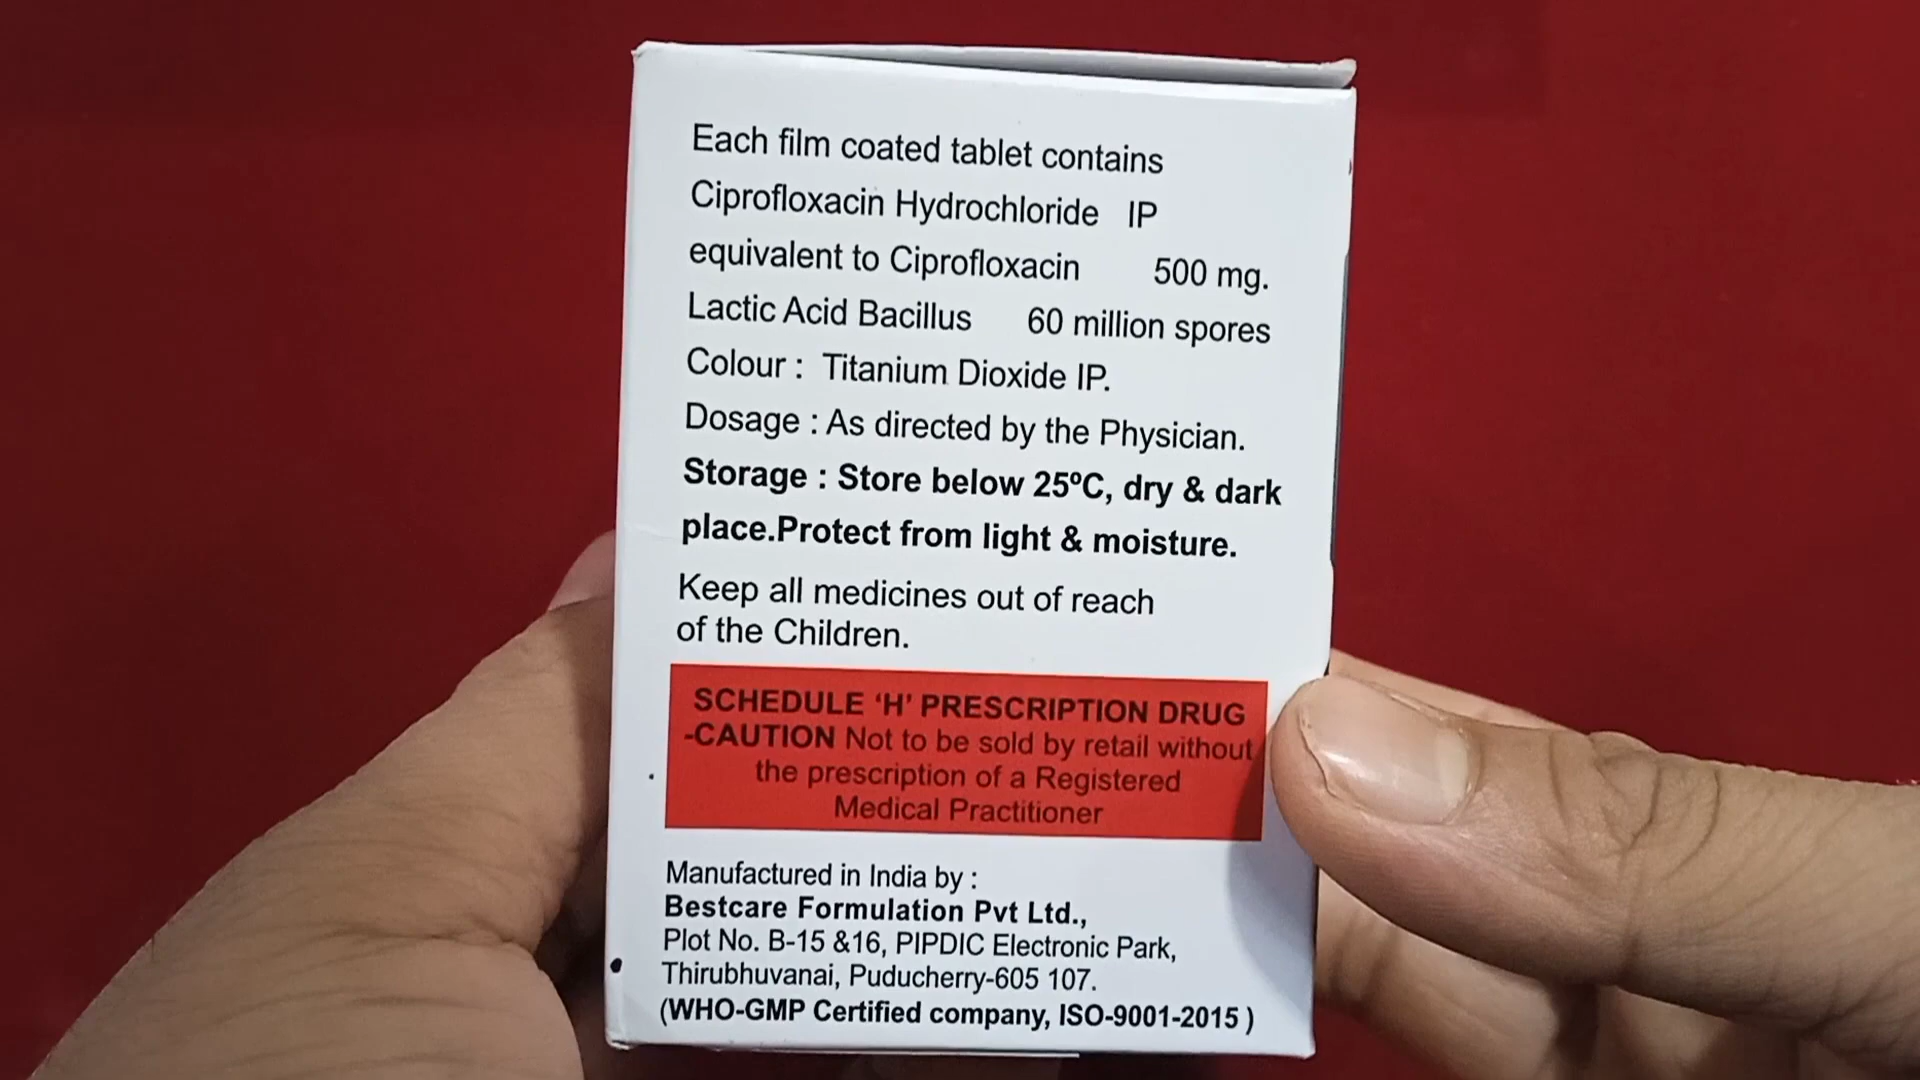 Each film coated tablet contains
Ciprofloxacin Hydrochloride IP
equivalent to Ciprofloxacin 500 mg.
Lactic Acid Bacillus 60 million spores
Colour : Titanium Dioxide IP.
Dosage : As directed by the Physician.
Storage : Store below 25ºC, dry & dark
place.Protect from light & moisture.
Keep all medicines out of reach
of the Children.
SCHEDULE ‘H’ PRESCRIPTION DRUG
-CAUTION Not to be sold by retail without
the prescription of a Registered
Medical Practitioner
Manufactured in India by :
Bestcare Formulation Pvt Ltd.,
Plot No. B-15 &16, PIPDIC Electronic Park,
Thirubhuvanai, Puducherry-605 107.
(WHO-GMP Certified company, ISO-9001-2015 )